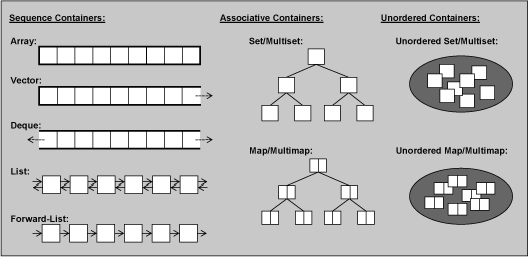 Sequence Containers:
Associative Containers:
Unordered Containers:
Array:
Vector:
Deque:
List:
Forward-List:
Set/Multiset:
Map/Multimap:
Unordered Set/Multiset:
Unordered Map/Multimap: